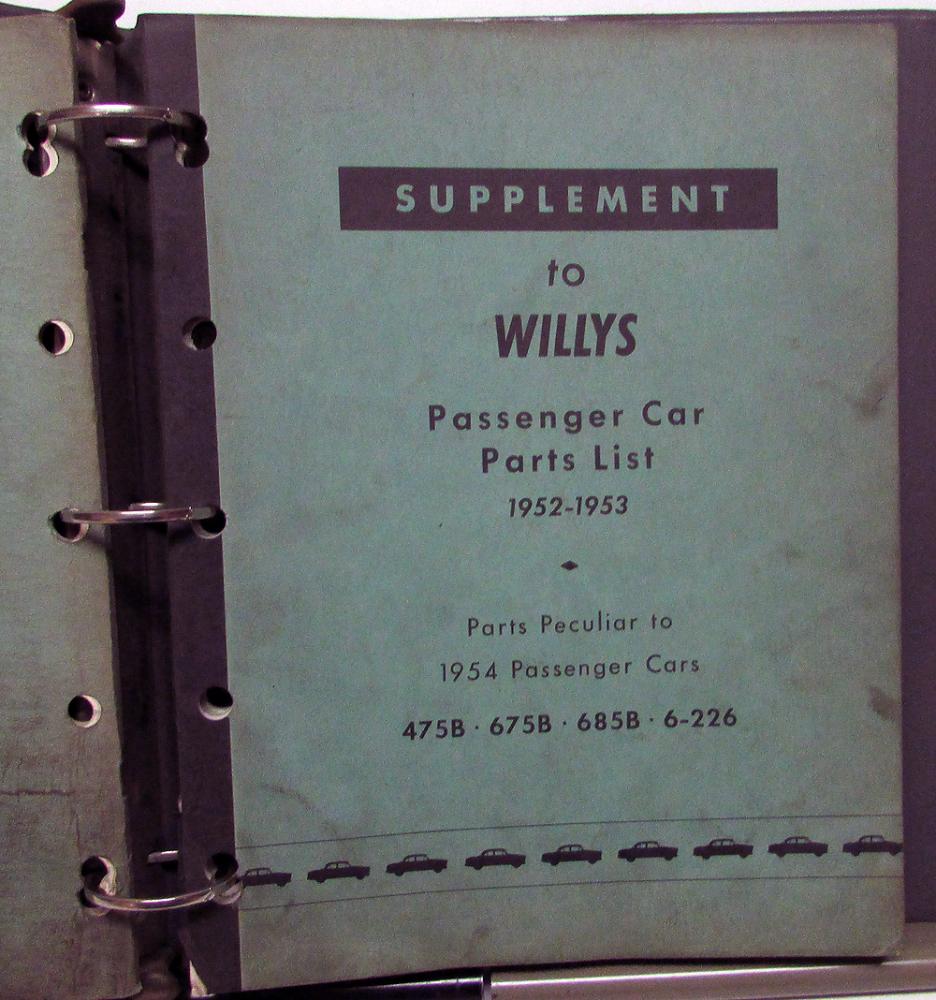 SUPPLEMENT
to
WILLYS
Passenger Car
Parts List
1952-1953
Parts Peculiar to
1954 Passenger Cars
475B · 675B · 685B · 6-226